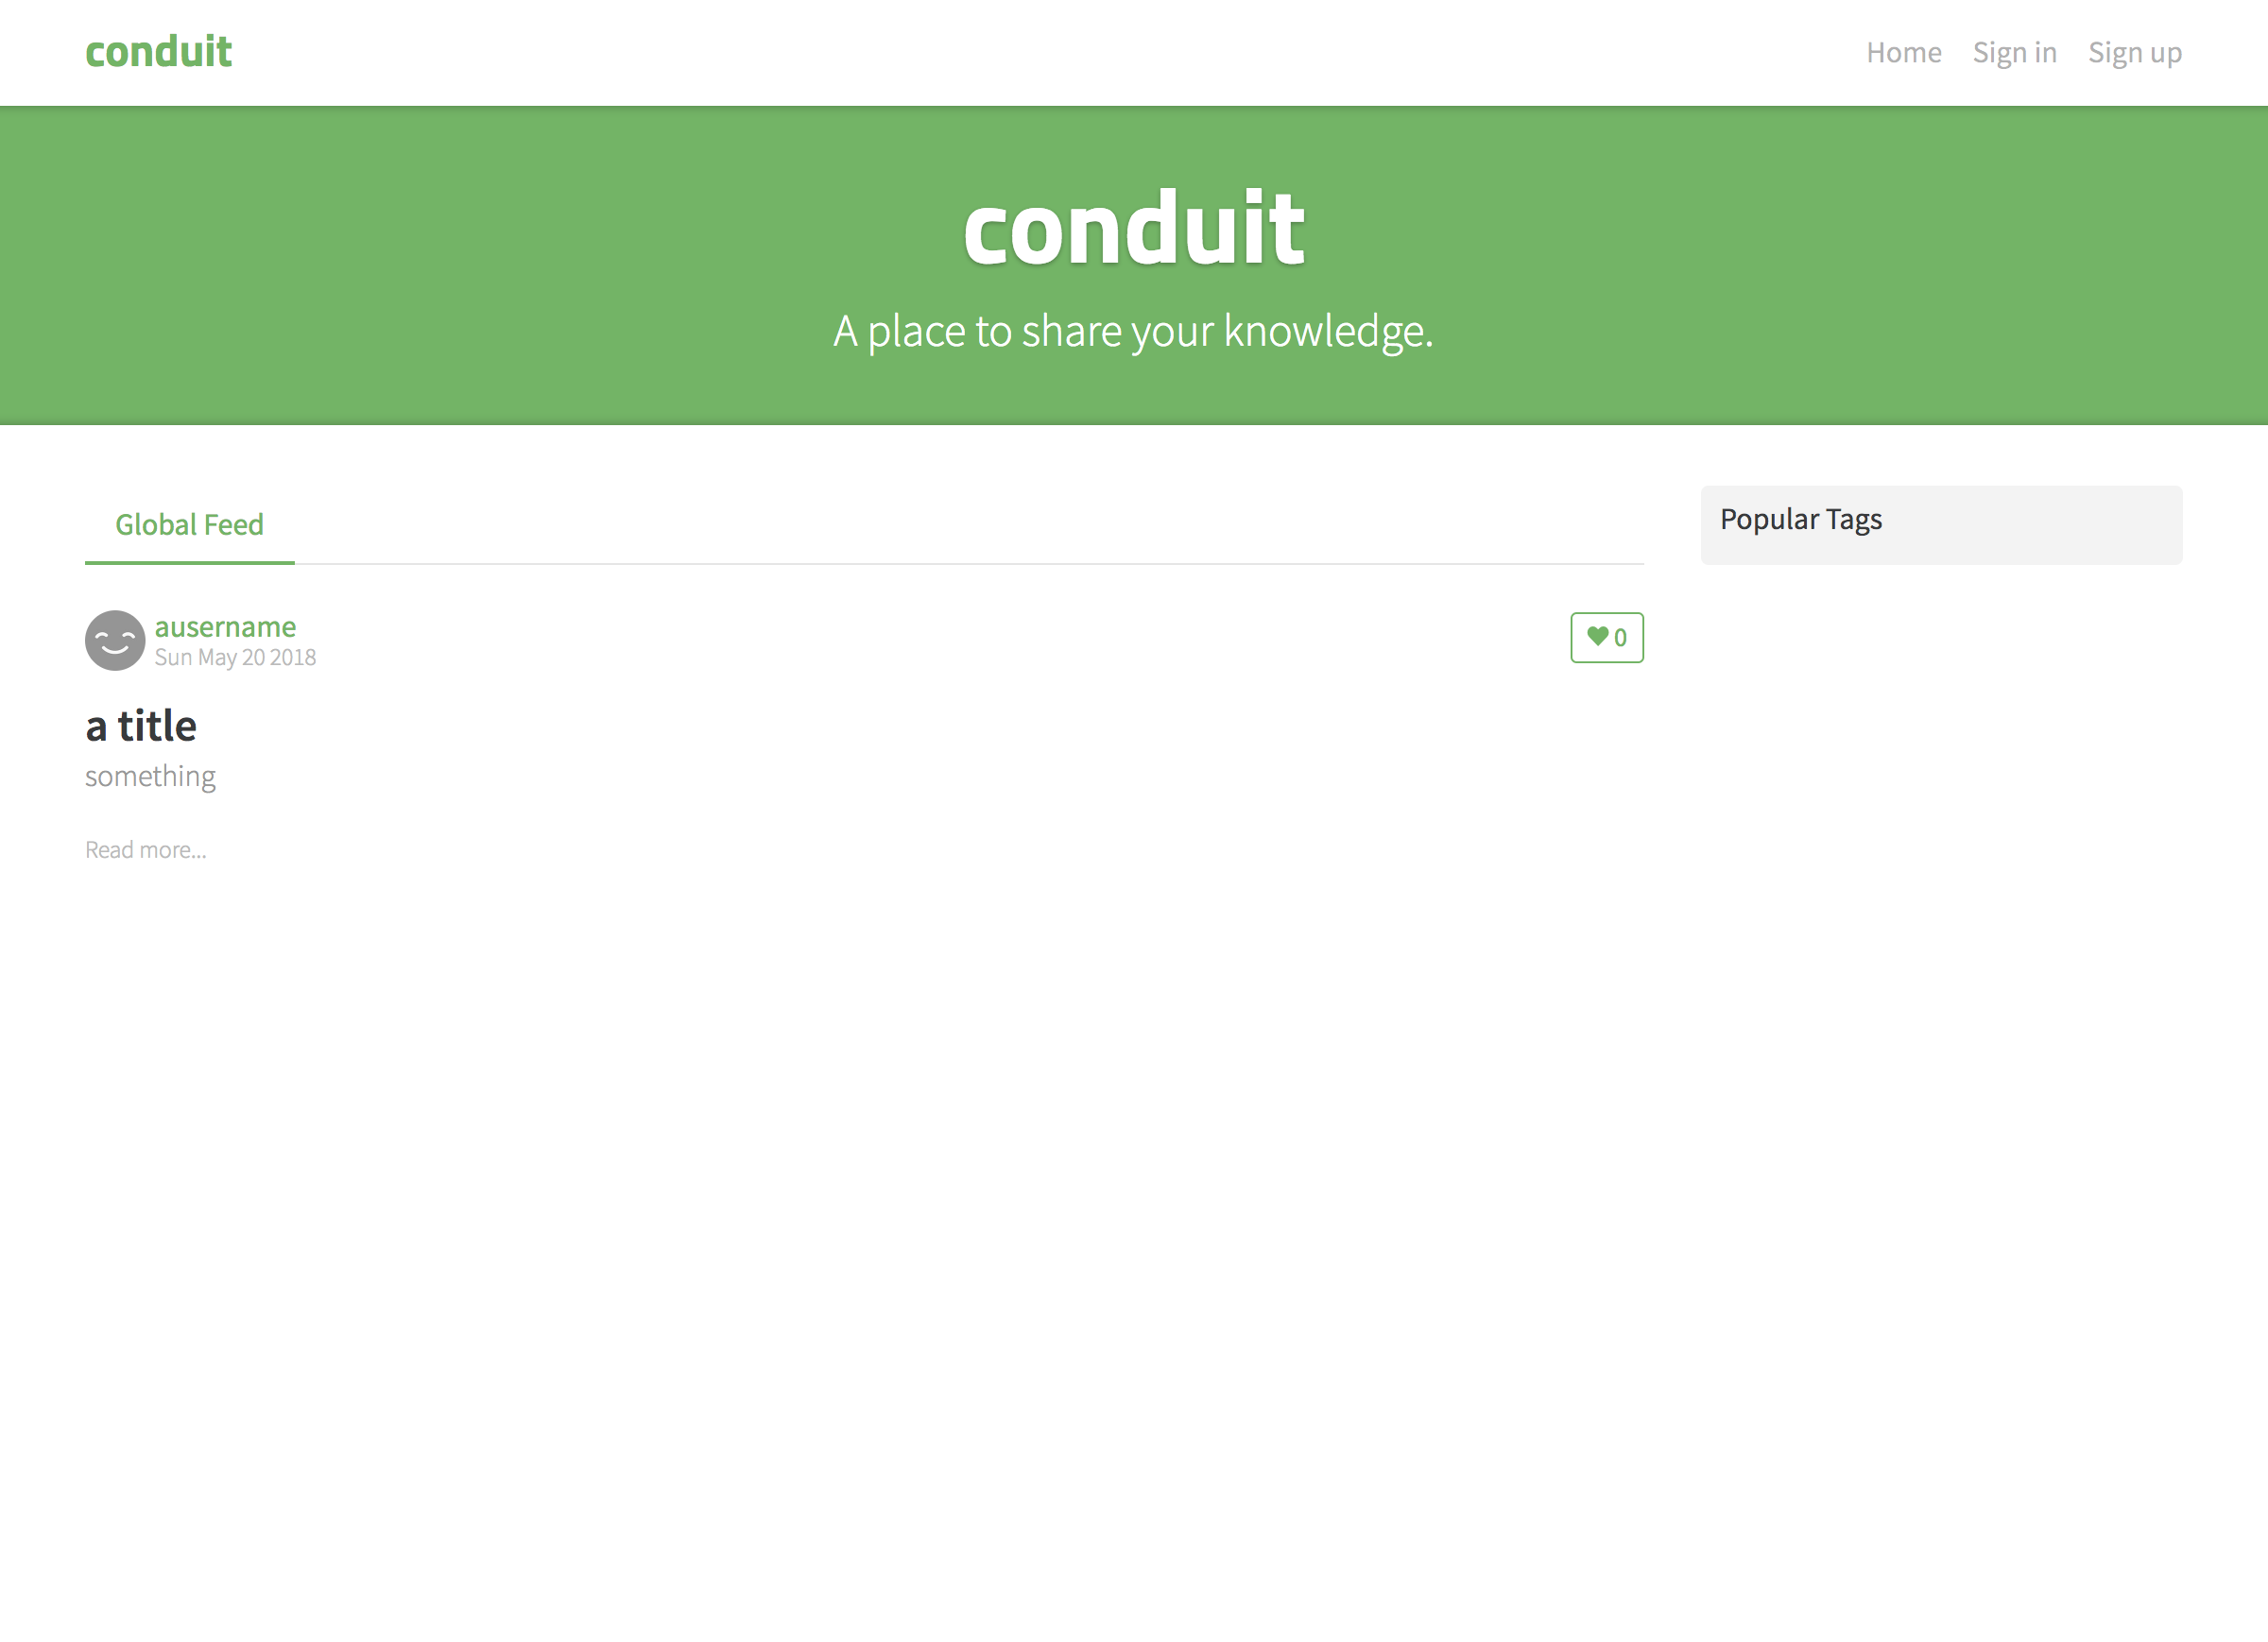 conduit
Home Sign in Sign up
conduit
A place to share your knowledge.
Global Feed
Popular Tags
ausername
Sun May 20 2018
0
a title
something
Read more...